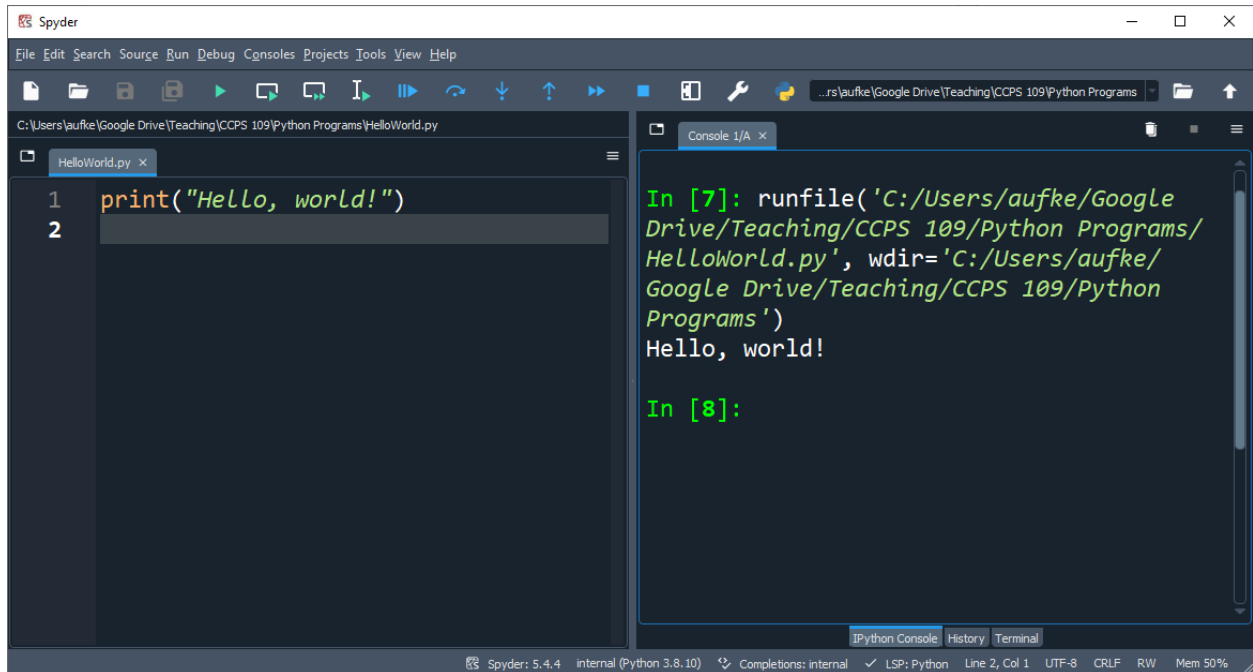 Spyder
File Edit Search Source Run Debug Consoles Projects Tools View Help
...rs\aufke\Google Drive\Teaching\CCPS 109\Python Programs
C:\Users\aufke\Google Drive\Teaching\CCPS 109\Python Programs\HelloWorld.py
HelloWorld.py
1 print("Hello, world!")
2
Console 1/A
In [7]: runfile('C:/Users/aufke/Google
Drive/Teaching/CCPS 109/Python Programs/
HelloWorld.py', wdir='C:/Users/aufke/
Google Drive/Teaching/CCPS 109/Python
Programs')
Hello, world!
In [8]:
IPython Console History Terminal
Spyder: 5.4.4 internal (Python 3.8.10) Completions: internal LSP: Python Line 2, Col 1 UTF-8 CRLF RW Mem 50%